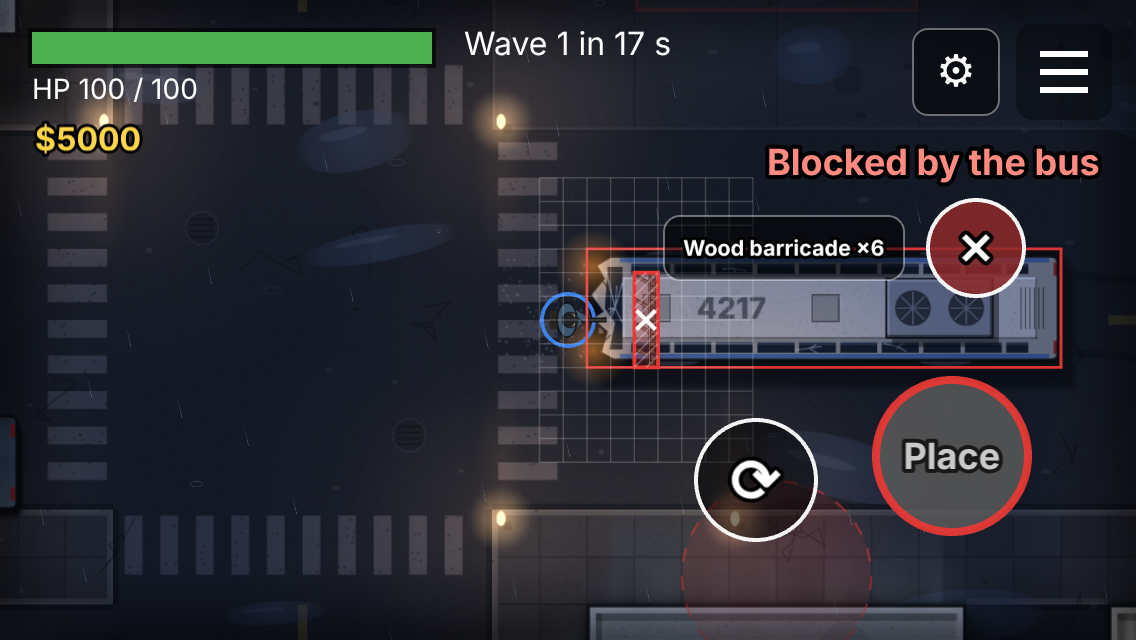 Wave 1 in 17 s
HP 100 / 100
$5000
Blocked by the bus
Wood barricade ×6
4217
Place